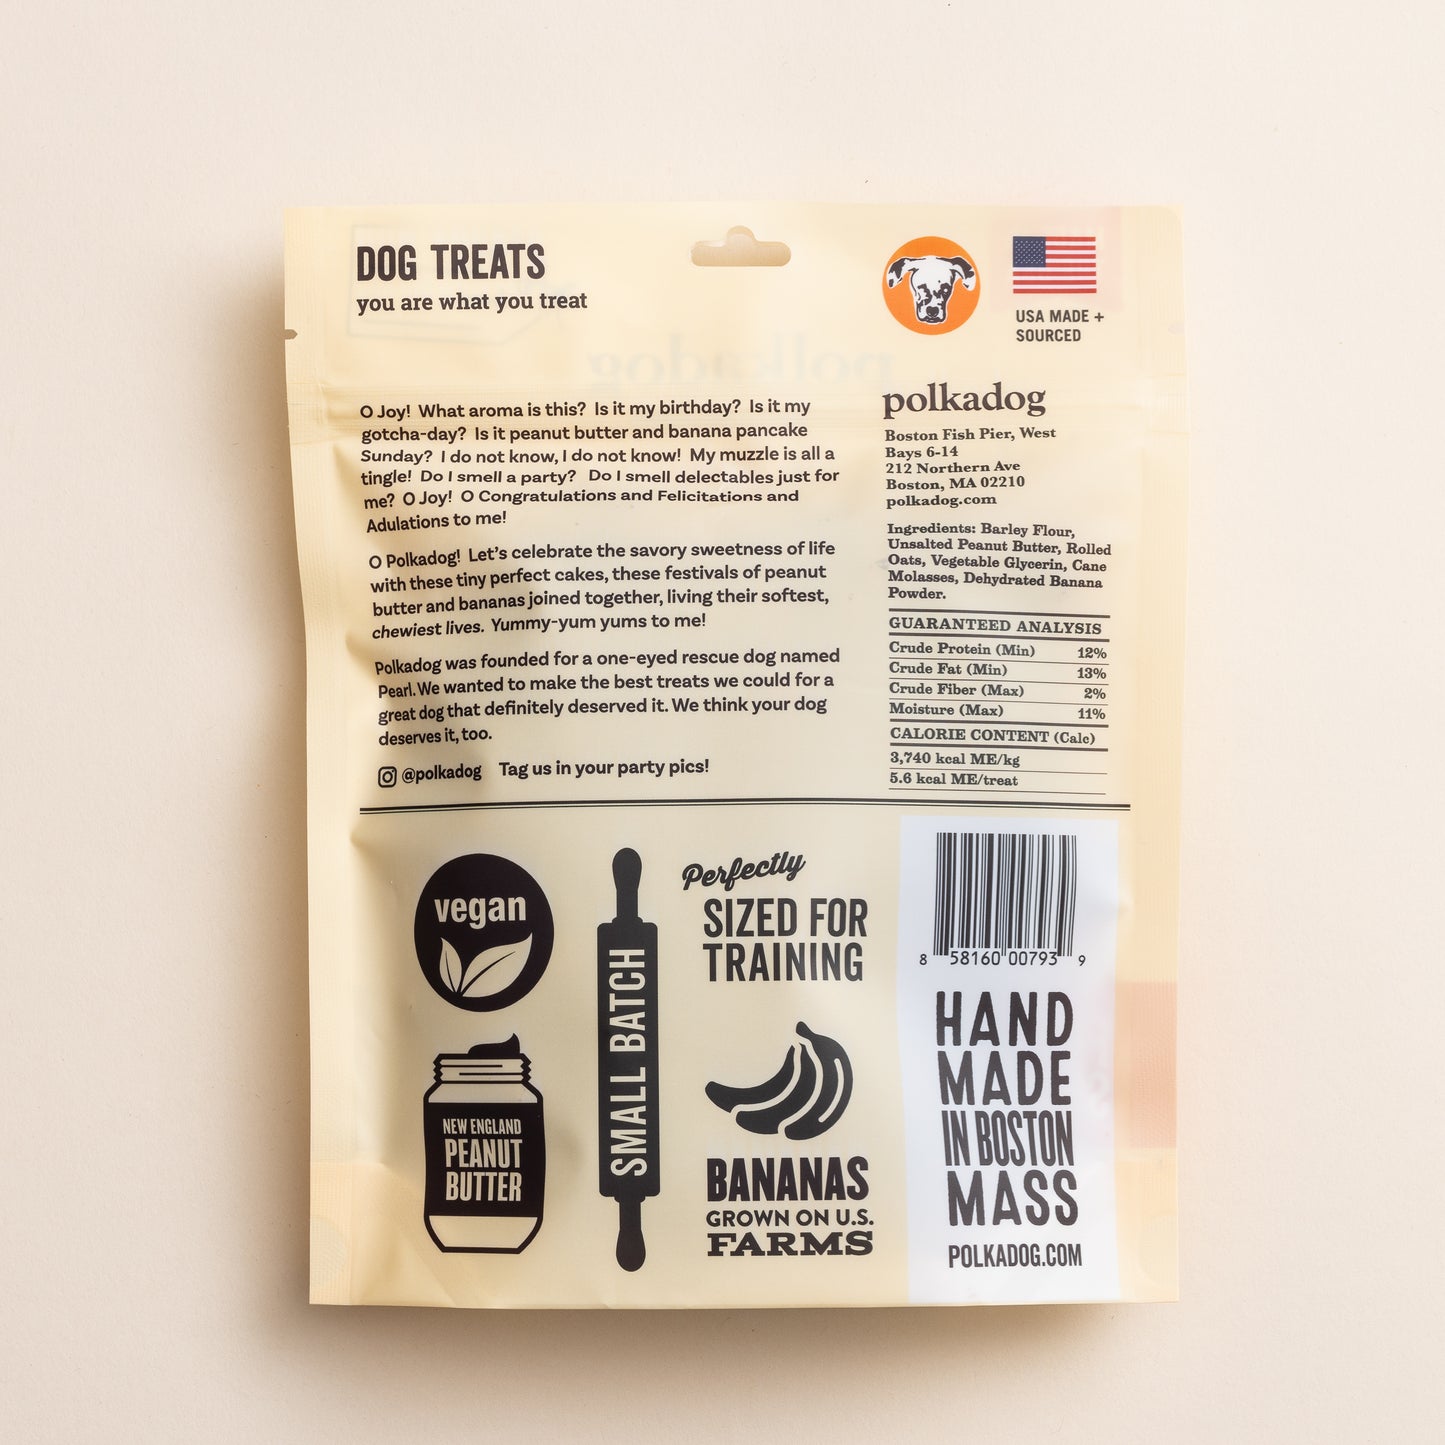 DOG TREATS
you are what you treat
USA MADE +
SOURCED
polkadog
O Joy! What aroma is this? Is it my birthday? Is it my
gotcha-day? Is it peanut butter and banana pancake
Sunday? I do not know, I do not know! My muzzle is all a
tingle! Do I smell a party? Do I smell delectables just for
me? O Joy! O Congratulations and Felicitations and
Adulations to me!
O Polkadog! Let's celebrate the savory sweetness of life
with these tiny perfect cakes, these festivals of peanut
butter and bananas joined together, living their softest,
chewiest lives. Yummy-yum yums to me!
Polkadog was founded for a one-eyed rescue dog named
Pearl. We wanted to make the best treats we could for a
great dog that definitely deserved it. We think your dog
deserves it, too.
@polkadog Tag us in your party pics!
polkadog
Boston Fish Pier, West
Bays 6-14
212 Northern Ave
Boston, MA 02210
polkadog.com
Ingredients: Barley Flour,
Unsalted Peanut Butter, Rolled
Oats, Vegetable Glycerin, Cane
Molasses, Dehydrated Banana
Powder.
GUARANTEED ANALYSIS
Crude Protein (Min) 12%
Crude Fat (Min) 13%
Crude Fiber (Max) 2%
Moisture (Max) 11%
CALORIE CONTENT (Calc)
3,740 kcal ME/kg
5.6 kcal ME/treat
vegan
NEW ENGLAND
PEANUT
BUTTER
SMALL BATCH
Perfectly
SIZED FOR
TRAINING
BANANAS
GROWN ON U.S.
FARMS
8 58160 00793 9
HAND
MADE
IN BOSTON
MASS
POLKADOG.COM